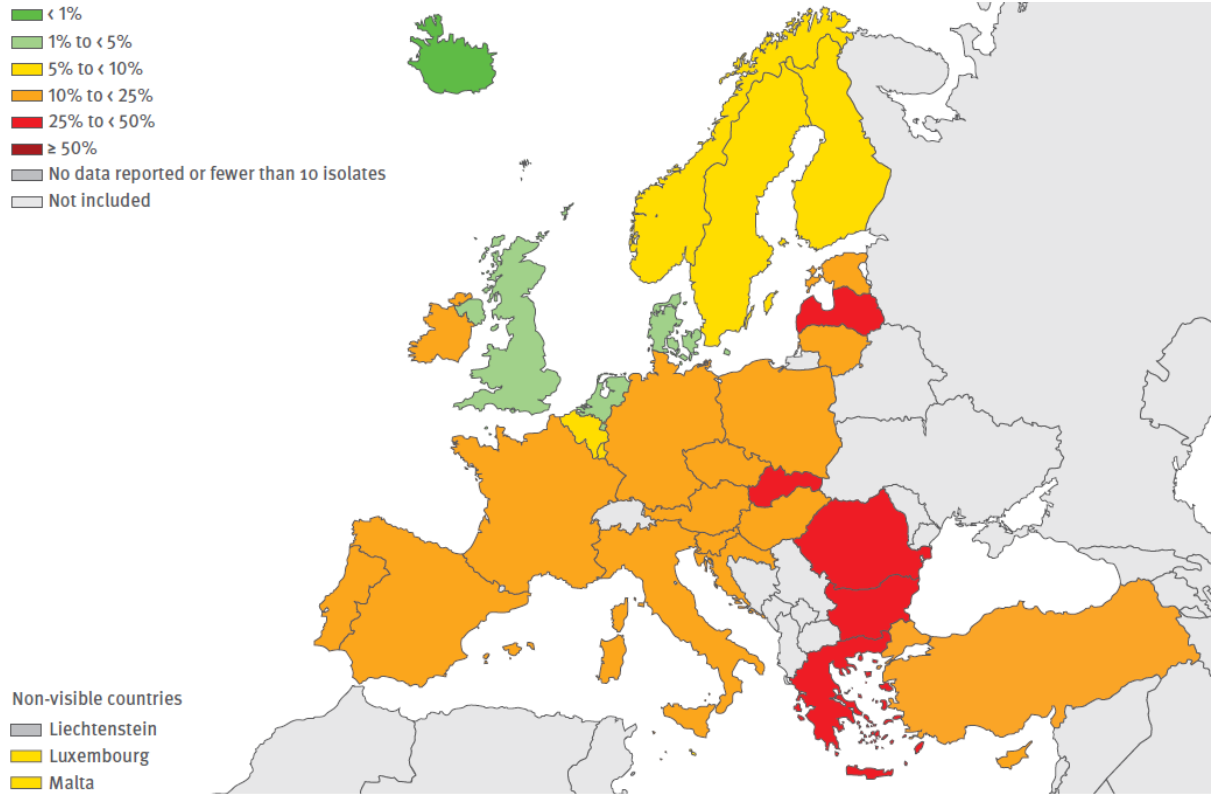 < 1%
1% to < 5%
5% to < 10%
10% to < 25%
25% to < 50%
≥ 50%
No data reported or fewer than 10 isolates
Not included
Non-visible countries
Liechtenstein
Luxembourg
Malta